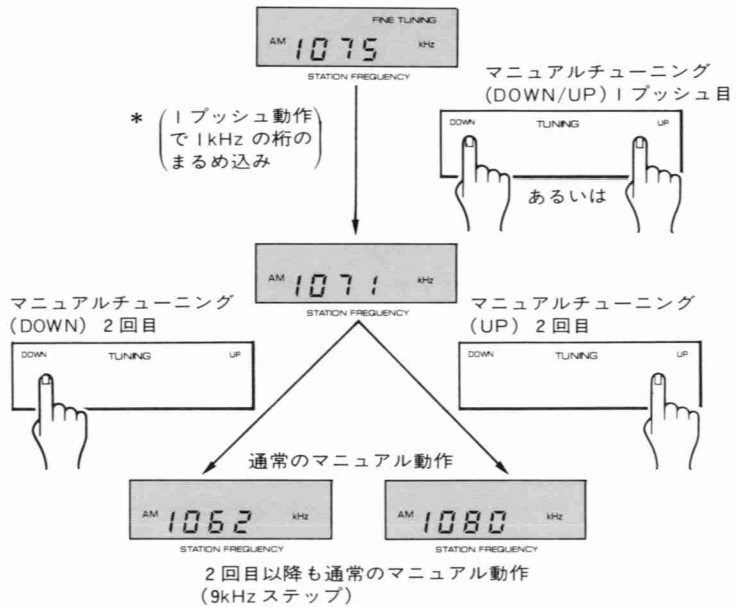 FINE TUNING
AM 1075 kHz
STATION FREQUENCY
* (1プッシュ動作
で1kHzの桁の
まるめ込み)
マニュアルチューニング
(DOWN/UP) 1プッシュ目
DOWN TUNING UP
あるいは
AM 1071 kHz
STATION FREQUENCY
マニュアルチューニング
(DOWN) 2回目
DOWN TUNING UP
マニュアルチューニング
(UP) 2回目
DOWN TUNING UP
通常のマニュアル動作
AM 1062 kHz
STATION FREQUENCY
AM 1080 kHz
STATION FREQUENCY
2回目以降も通常のマニュアル動作
(9kHzステップ)